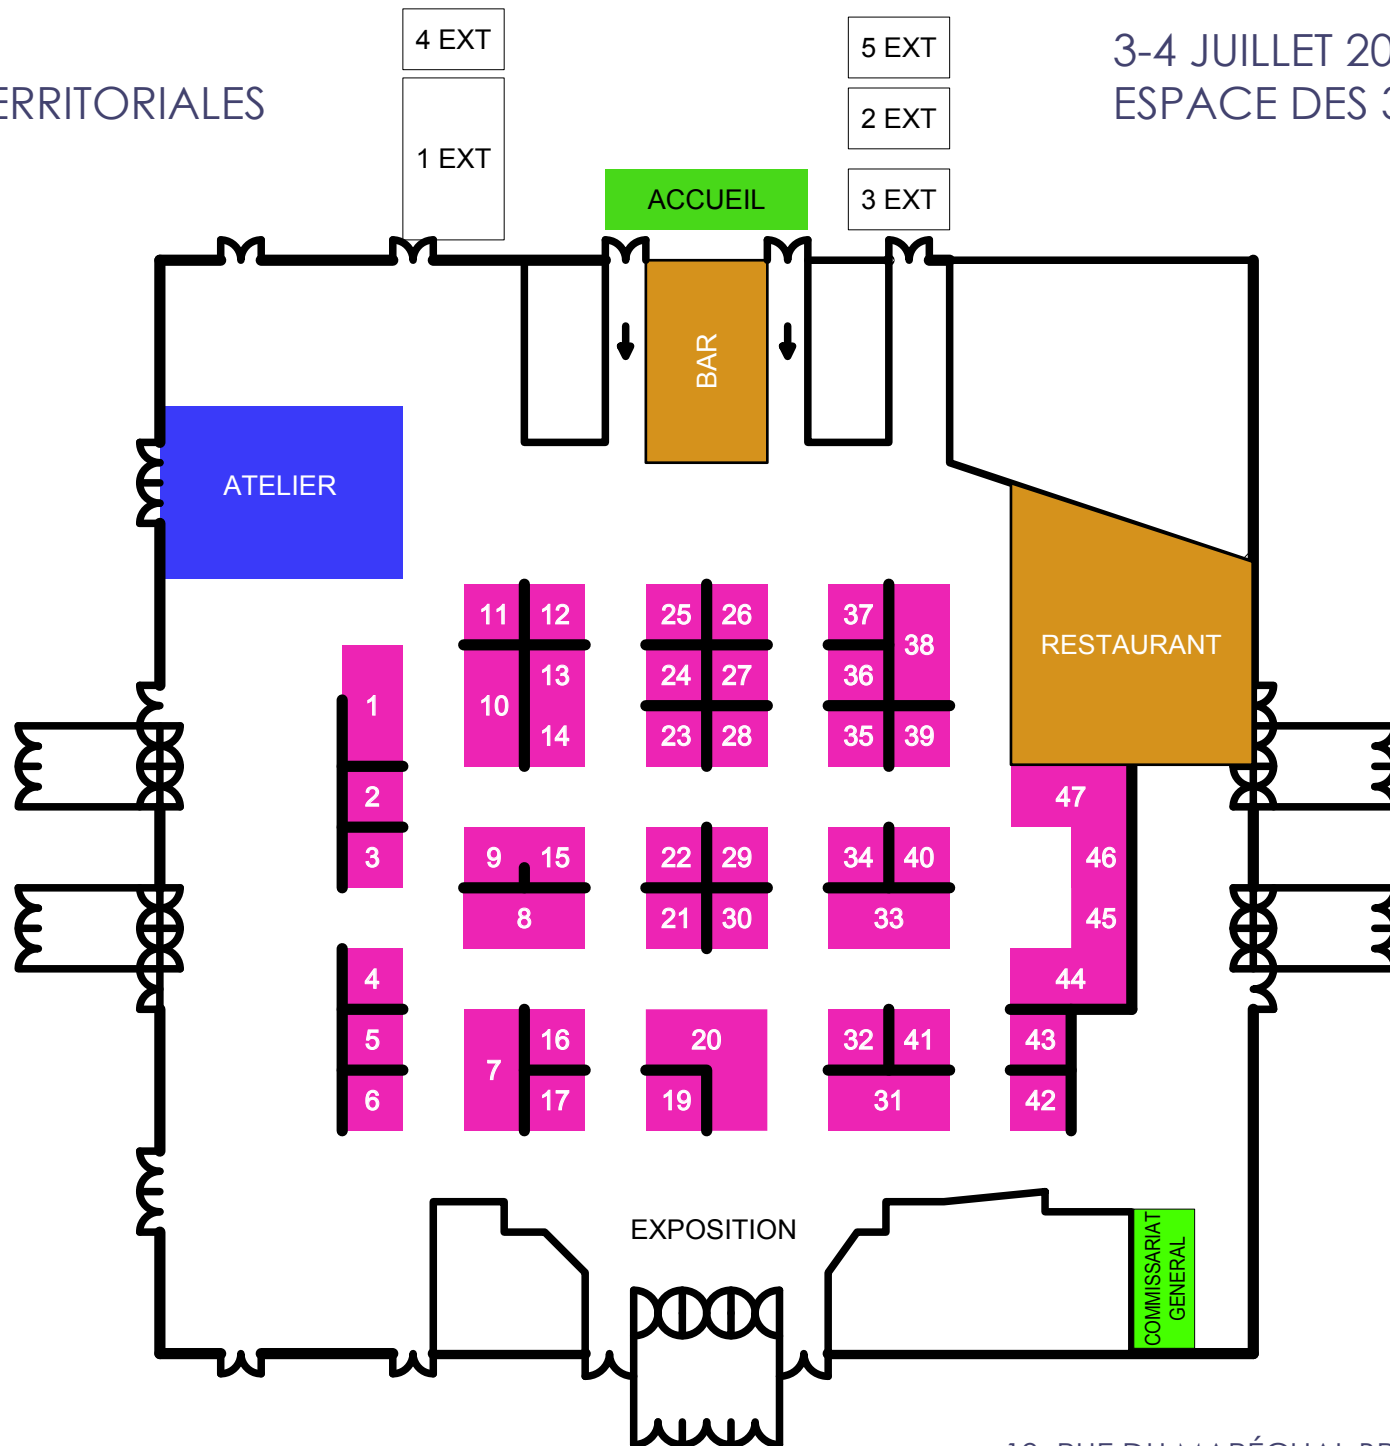 4 EXT
5 EXT
3-4 JUILLET 20
ERRITORIALES
ESPACE DES 3
2 EXT
1 EXT
ACCUEIL
3 EXT
BAR
ATELIER
11 12 25 26 37
38
RESTAURANT
13 24 27 36
1 10
14 23 28 35 39
2 47
3 9 15 22 29 34 40 46
8 21 30 33 45
4 44
5 16 20 32 41 43
7
6 17 19 31 42
EXPOSITION
COMMISSARIAT
GENERAL